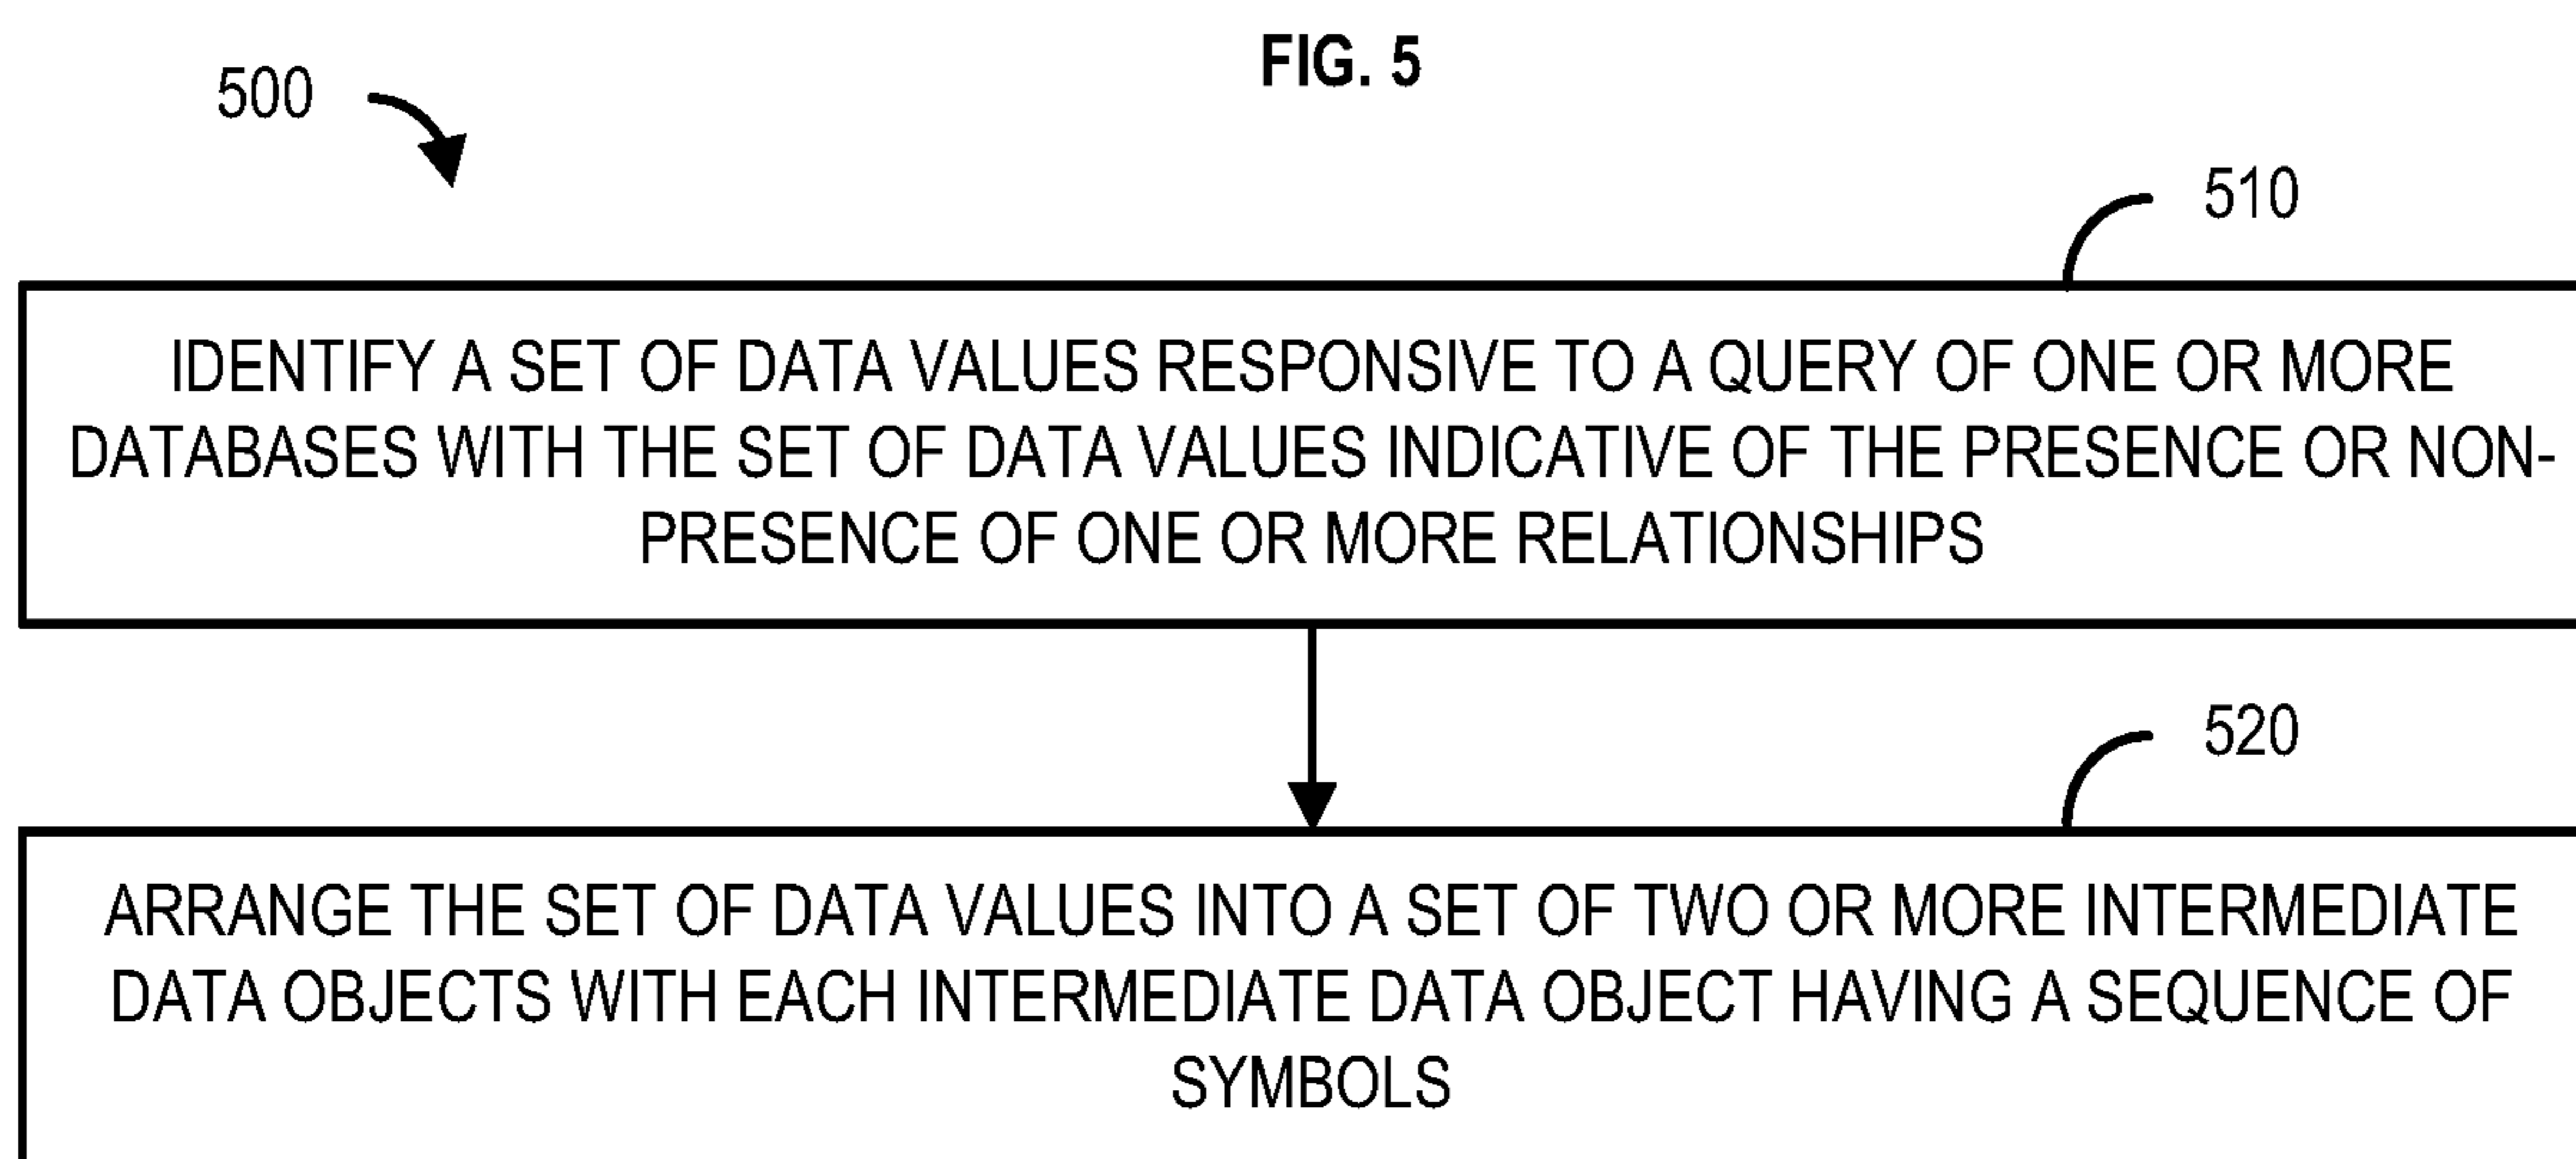 FIG. 5
500
510
IDENTIFY A SET OF DATA VALUES RESPONSIVE TO A QUERY OF ONE OR MORE
DATABASES WITH THE SET OF DATA VALUES INDICATIVE OF THE PRESENCE OR NON-
PRESENCE OF ONE OR MORE RELATIONSHIPS
520
ARRANGE THE SET OF DATA VALUES INTO A SET OF TWO OR MORE INTERMEDIATE
DATA OBJECTS WITH EACH INTERMEDIATE DATA OBJECT HAVING A SEQUENCE OF
SYMBOLS